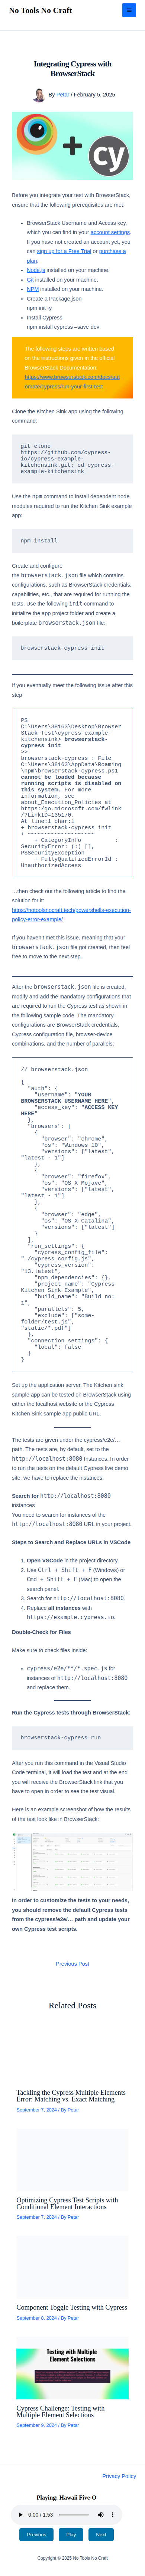 No Tools No Craft
Integrating Cypress with
BrowserStack
By Petar / February 5, 2025
cy
Before you integrate your test with BrowserStack,
ensure that the following prerequisites are met:
BrowserStack Username and Access key,
which you can find in your account settings.
If you have not created an account yet, you
can sign up for a Free Trial or purchase a
plan.
Node.js installed on your machine.
Git installed on your machine.
NPM installed on your machine.
Create a Package.json
npm init -y
Install Cypress
npm install cypress –save-dev
The following steps are written based
on the instructions given in the official
BrowserStack Documentation:
Clone the Kitchen Sink app using the following
command:
git clone
https://github.com/cypress-
io/cypress-example-
kitchensink.git; cd cypress-
example-kitchensink
Use the npm command to install dependent node
modules required to run the Kitchen Sink example
app:
npm install
Create and configure
the browserstack.json file which contains
configurations, such as BrowserStack credentials,
capabilities, etc., that are required for running
tests. Use the following init command to
initialize the app project folder and create a
boilerplate browserstack.json file:
browserstack-cypress init
If you eventually meet the following issue after this
step
PS
C:\Users\38163\Desktop\Browser
Stack Test\cypress-example-
kitchensink> browserstack-
cypress init
>>
browserstack-cypress : File
C:\Users\38163\AppData\Roaming
\npm\browserstack-cypress.ps1
cannot be loaded because
running scripts is disabled on
this system. For more
information, see
about_Execution_Policies at
https:/go.microsoft.com/fwlink
/?LinkID=135170.
At line:1 char:1
+ browserstack-cypress init
+ ~~~~~~~~~~~~~~~~~~~~
+ CategoryInfo :
SecurityError: (:) [],
PSSecurityException
+ FullyQualifiedErrorId :
UnauthorizedAccess
…then check out the following article to find the
solution for it:
https://notoolsnocraft.tech/powershells-execution-
policy-error-example/
If you haven't met this issue, meaning that your
browserstack.json file got created, then feel
free to move to the next step.
After the browserstack.json file is created,
modify and add the mandatory configurations that
are required to run the Cypress test as shown in
the following sample code. The mandatory
configurations are BrowserStack credentials,
Cypress configuration file, browser-device
combinations, and the number of parallels:
// browserstack.json
{
"auth": {
"username": "YOUR
BROWSERSTACK USERNAME HERE",
"access_key": "ACCESS KEY
HERE"
},
"browsers": [
{
"browser": "chrome",
"os": "Windows 10",
"versions": ["latest",
"latest - 1"]
},
{
"browser": "firefox",
"os": "OS X Mojave",
"versions": ["latest",
"latest - 1"]
},
{
"browser": "edge",
"os": "OS X Catalina",
"versions": ["latest"]
}
],
"run_settings": {
"cypress_config_file":
"./cypress.config.js",
"cypress_version":
"13.latest",
"npm_dependencies": {},
"project_name": "Cypress
Kitchen Sink Example",
"build_name": "Build no:
1",
"parallels": 5,
"exclude": ["some-
folder/test.js",
"static/*.pdf"]
},
"connection_settings": {
"local": false
}
}
Set up the application server. The Kitchen sink
sample app can be tested on BrowserStack using
either the localhost website or the Cypress
Kitchen Sink sample app public URL.
The tests are given under the cypress/e2e/…
path. The tests are, by default, set to the
http://localhost:8080 instances. In order
to run the tests on the default Cypress live demo
site, we have to replace the instances.
Search for http://localhost:8080
instances
You need to search for instances of the
http://localhost:8080 URL in your project.
Steps to Search and Replace URLs in VSCode
1. Open VSCode in the project directory.
2. Use Ctrl + Shift + F (Windows) or
Cmd + Shift + F (Mac) to open the
search panel.
3. Search for http://localhost:8080.
4. Replace all instances with
https://example.cypress.io.
Double-Check for Files
Make sure to check files inside:
cypress/e2e/**/*.spec.js for
instances of http://localhost:8080
and replace them.
Run the Cypress tests through BrowserStack:
browserstack-cypress run
After you run this command in the Visual Studio
Code terminal, it will load the test and at the end
you will receive the BrowserStack link that you
have to open in order to see the test visual.
Here is an example screenshot of how the results
of the test look like in BrowserStack:
In order to customize the tests to your needs,
you should remove the default Cypress tests
from the cypress/e2e/… path and update your
own Cypress test scripts.
Previous Post
Related Posts
Tackling the Cypress Multiple Elements
Error: Matching vs. Exact Matching
September 7, 2024 / By Petar
Optimizing Cypress Test Scripts with
Conditional Element Interactions
September 7, 2024 / By Petar
Component Toggle Testing with Cypress
September 8, 2024 / By Petar
Testing with Multiple
Element Selections
Cypress Challenge: Testing with
Multiple Element Selections
September 9, 2024 / By Petar
Privacy Policy
Playing: Hawaii Five-O
0:00 / 1:53
Previous
Play
Next
Copyright © 2025 No Tools No Craft